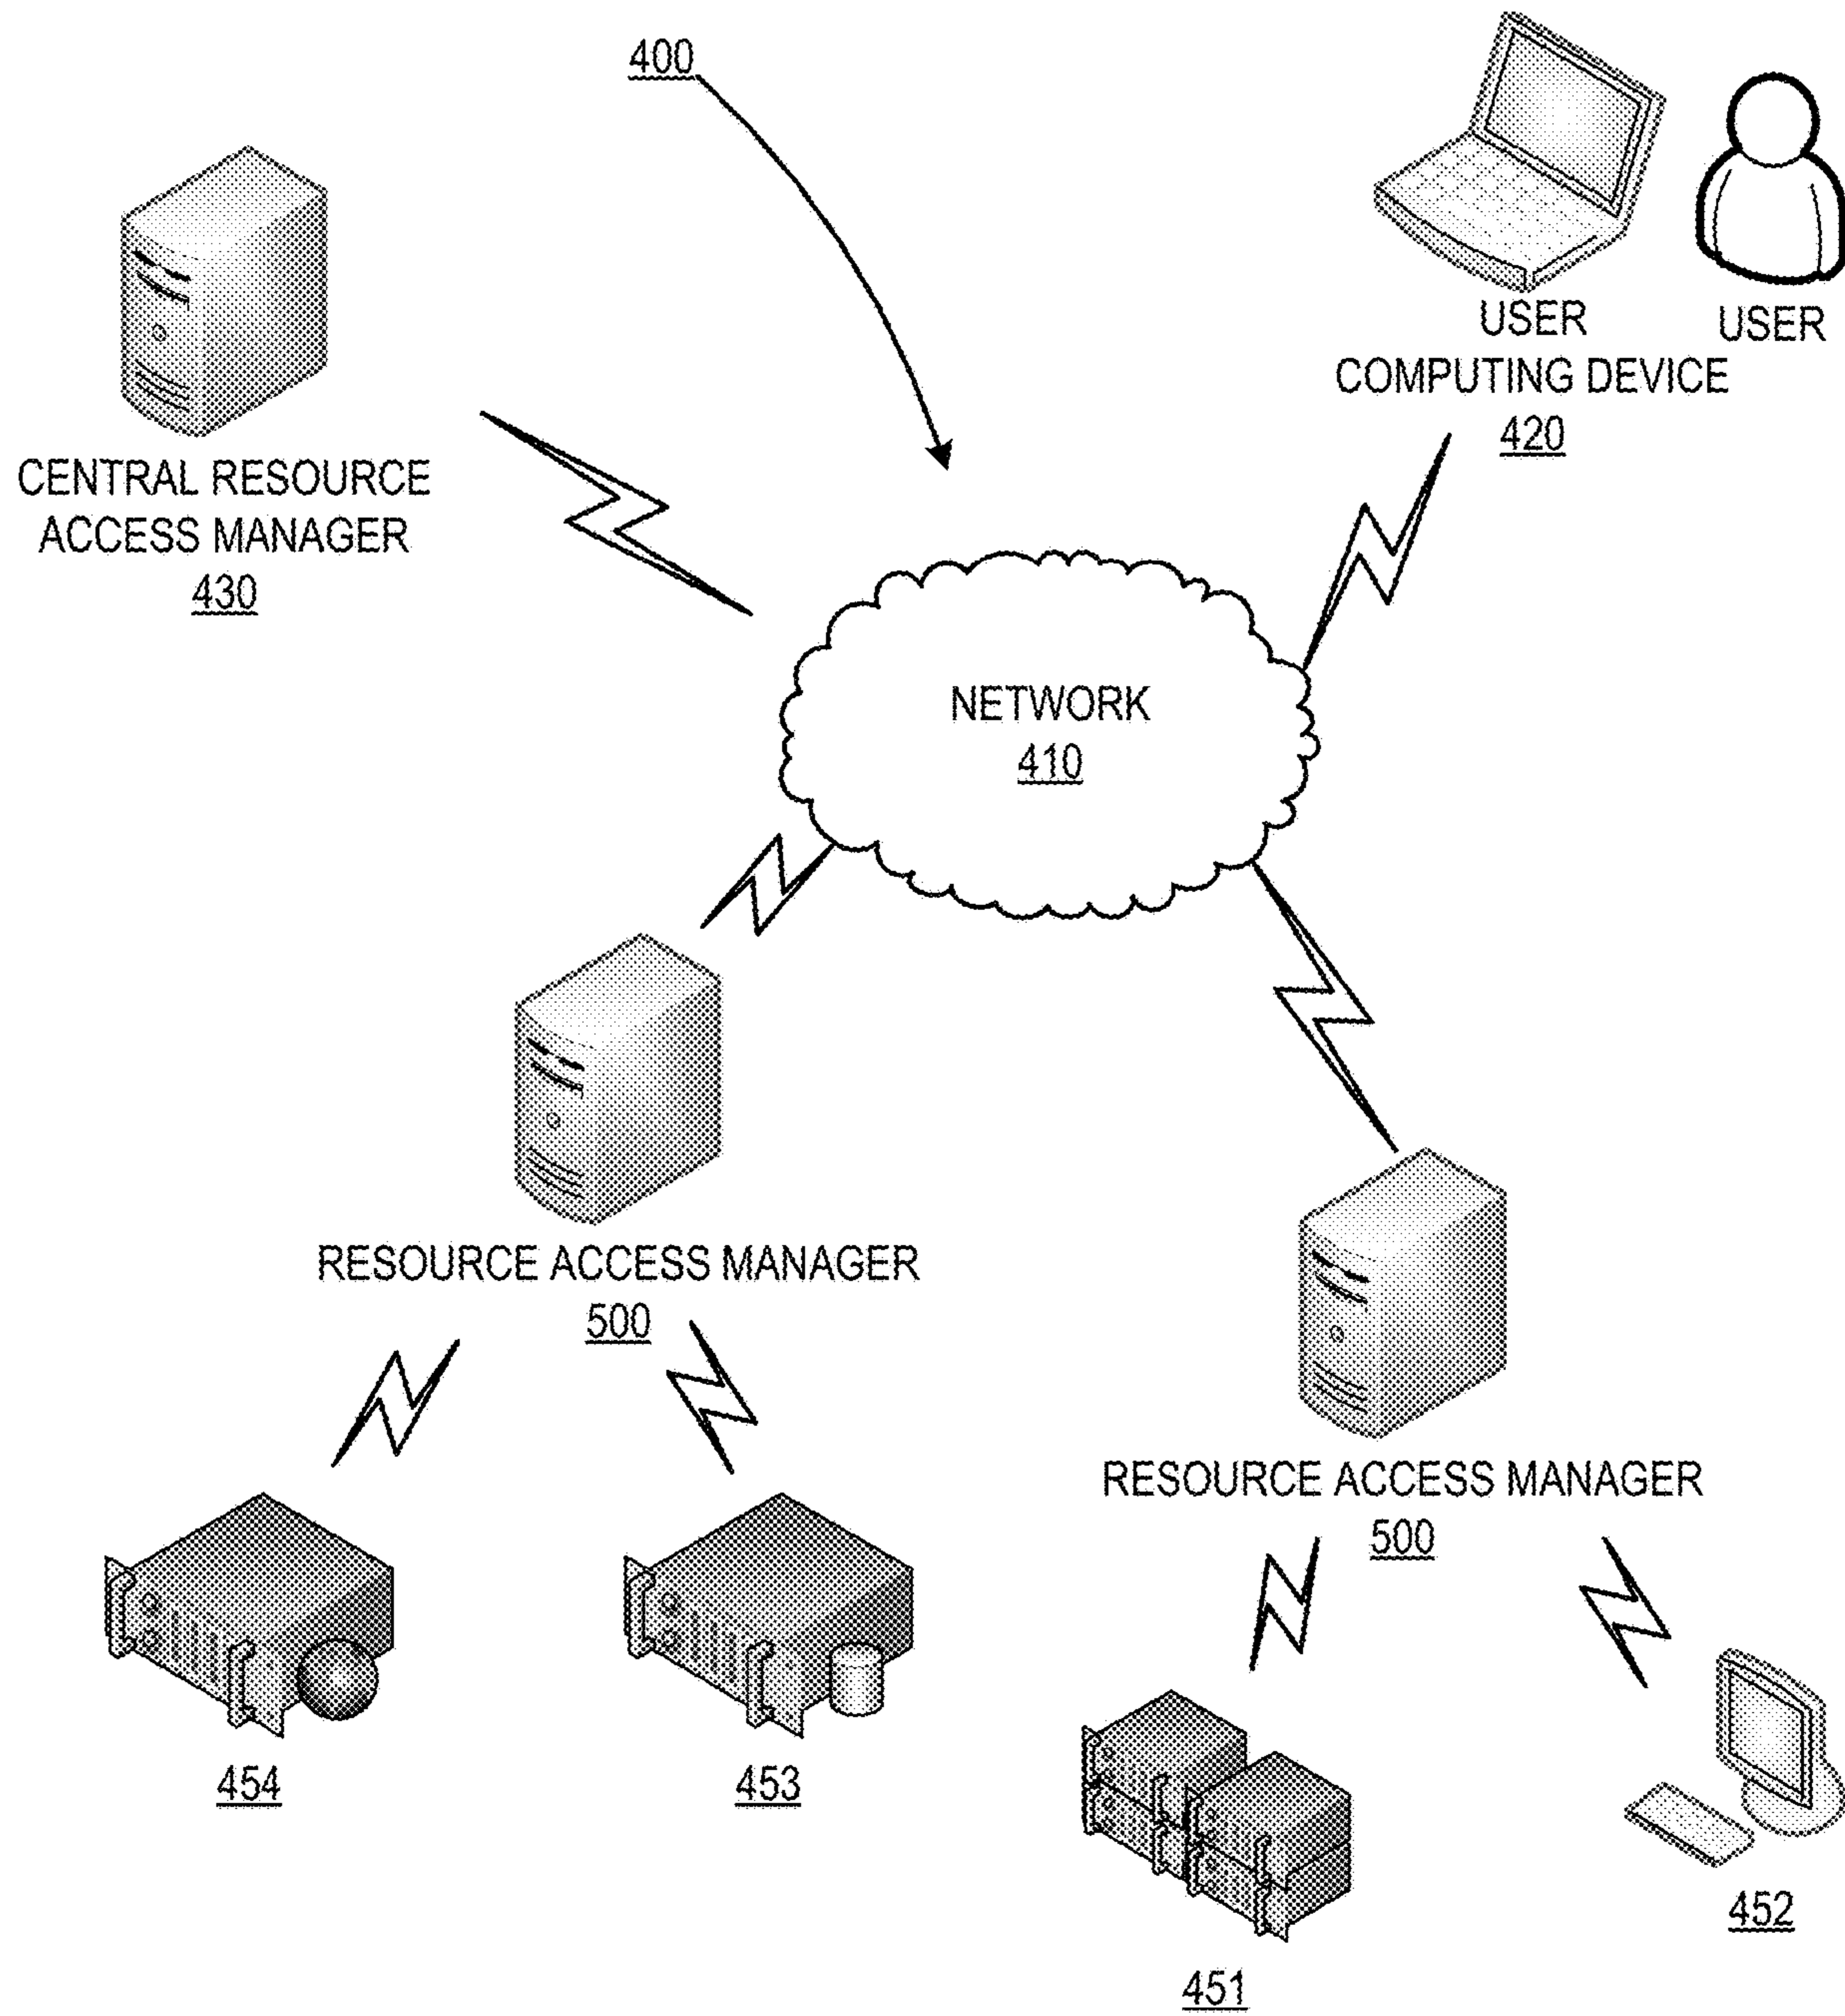 400
USER
COMPUTING DEVICE
420
USER
CENTRAL RESOURCE
ACCESS MANAGER
430
NETWORK
410
RESOURCE ACCESS MANAGER
500
RESOURCE ACCESS MANAGER
500
454
453
451
452